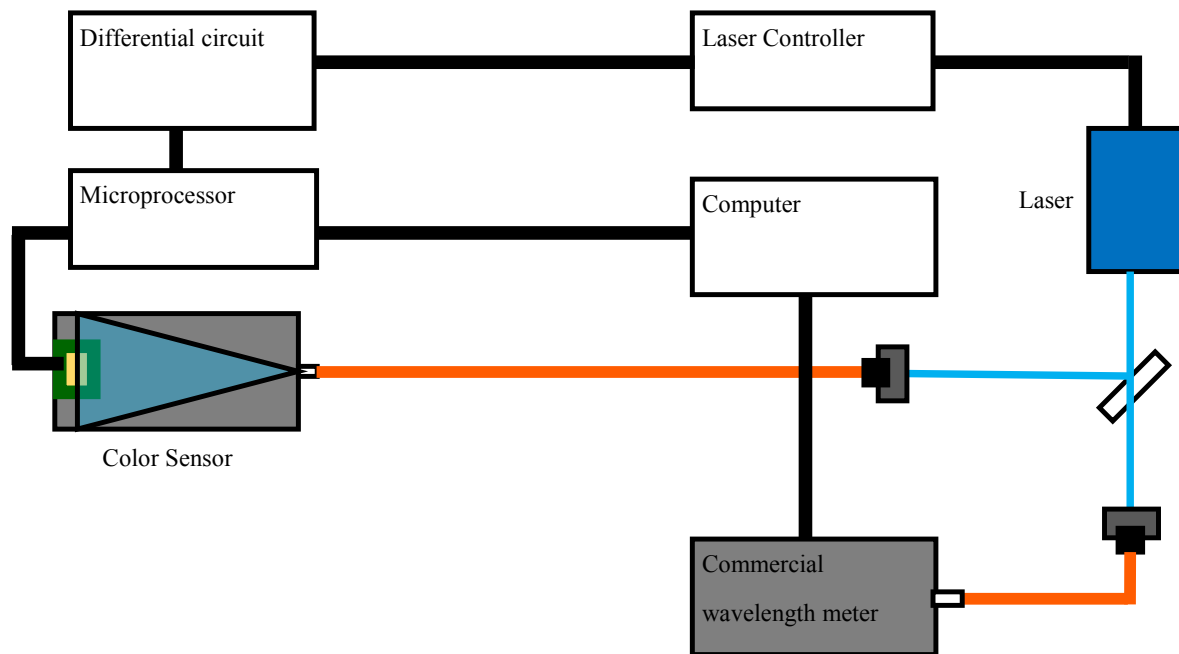 Differential circuit
Laser Controller
Microprocessor
Computer
Laser
Color Sensor
Commercial
wavelength meter